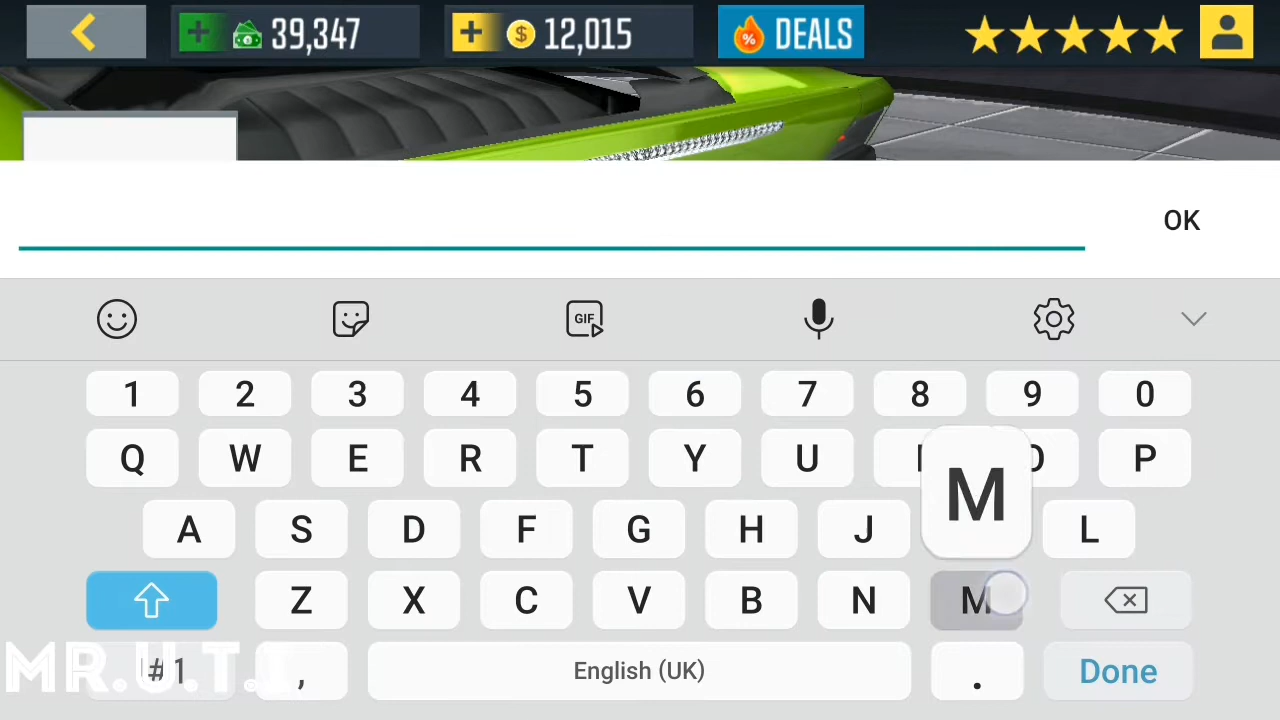 39,347 12,015 % DEALS
OK
GIF
1 2 3 4 5 6 7 8 9 0
Q W E R T Y U O P
M
A S D F G H J L
Z X C V B N M
!#1 , English (UK) . Done
MR.U.T.I